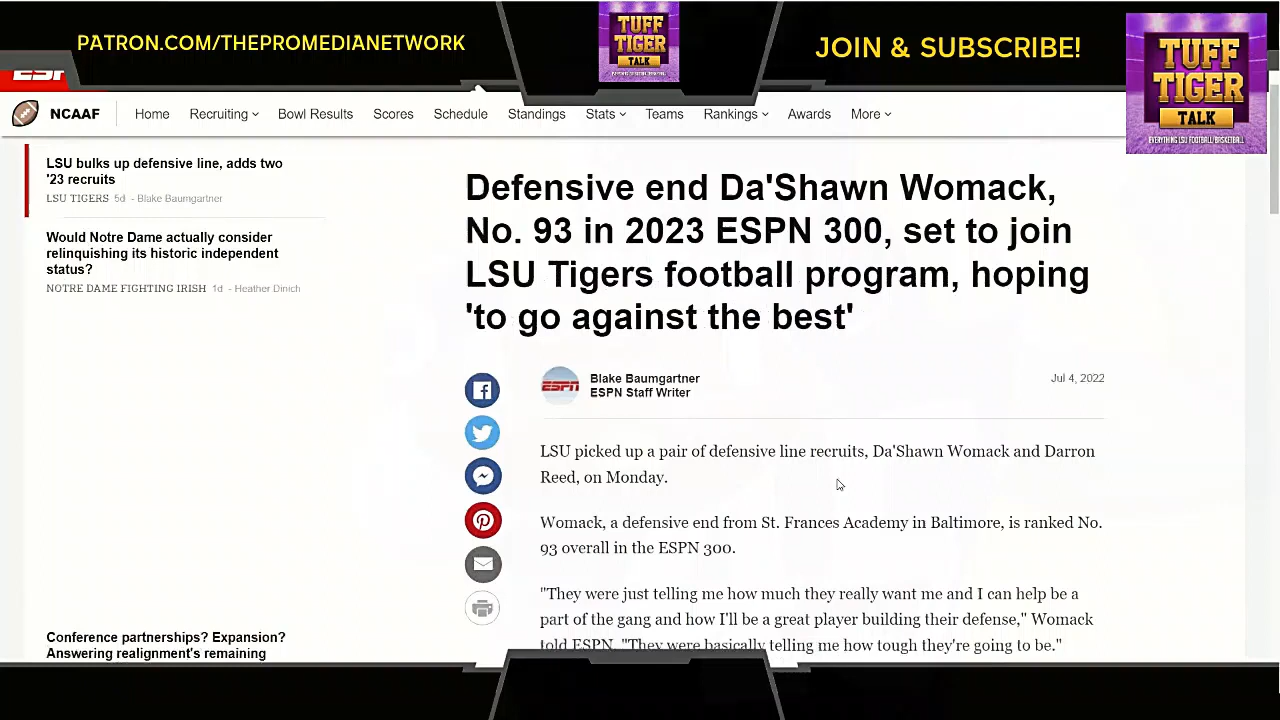 PATRON.COM/THEPROMEDIANETWORK
TUFF
TIGER
TALK
JOIN & SUBSCRIBE!
TUFF
TIGER
TALK
EVERYTHING LSU FOOTBALL/BASKETBALL
NCAAF
Home
Recruiting
Bowl Results
Scores
Schedule
Standings
Stats
Teams
Rankings
Awards
More
LSU bulks up defensive line, adds two
'23 recruits
LSU TIGERS 5d - Blake Baumgartner
Would Notre Dame actually consider
relinquishing its historic independent
status?
NOTRE DAME FIGHTING IRISH 1d - Heather Dinich
Conference partnerships? Expansion?
Answering realignment's remaining
Defensive end Da'Shawn Womack,
No. 93 in 2023 ESPN 300, set to join
LSU Tigers football program, hoping
'to go against the best'
ESPN
Blake Baumgartner
ESPN Staff Writer
Jul 4, 2022
LSU picked up a pair of defensive line recruits, Da'Shawn Womack and Darron
Reed, on Monday.
Womack, a defensive end from St. Frances Academy in Baltimore, is ranked No.
93 overall in the ESPN 300.
"They were just telling me how much they really want me and I can help be a
part of the gang and how I'll be a great player building their defense," Womack
told ESPN. "They were basically telling me how tough they're going to be."